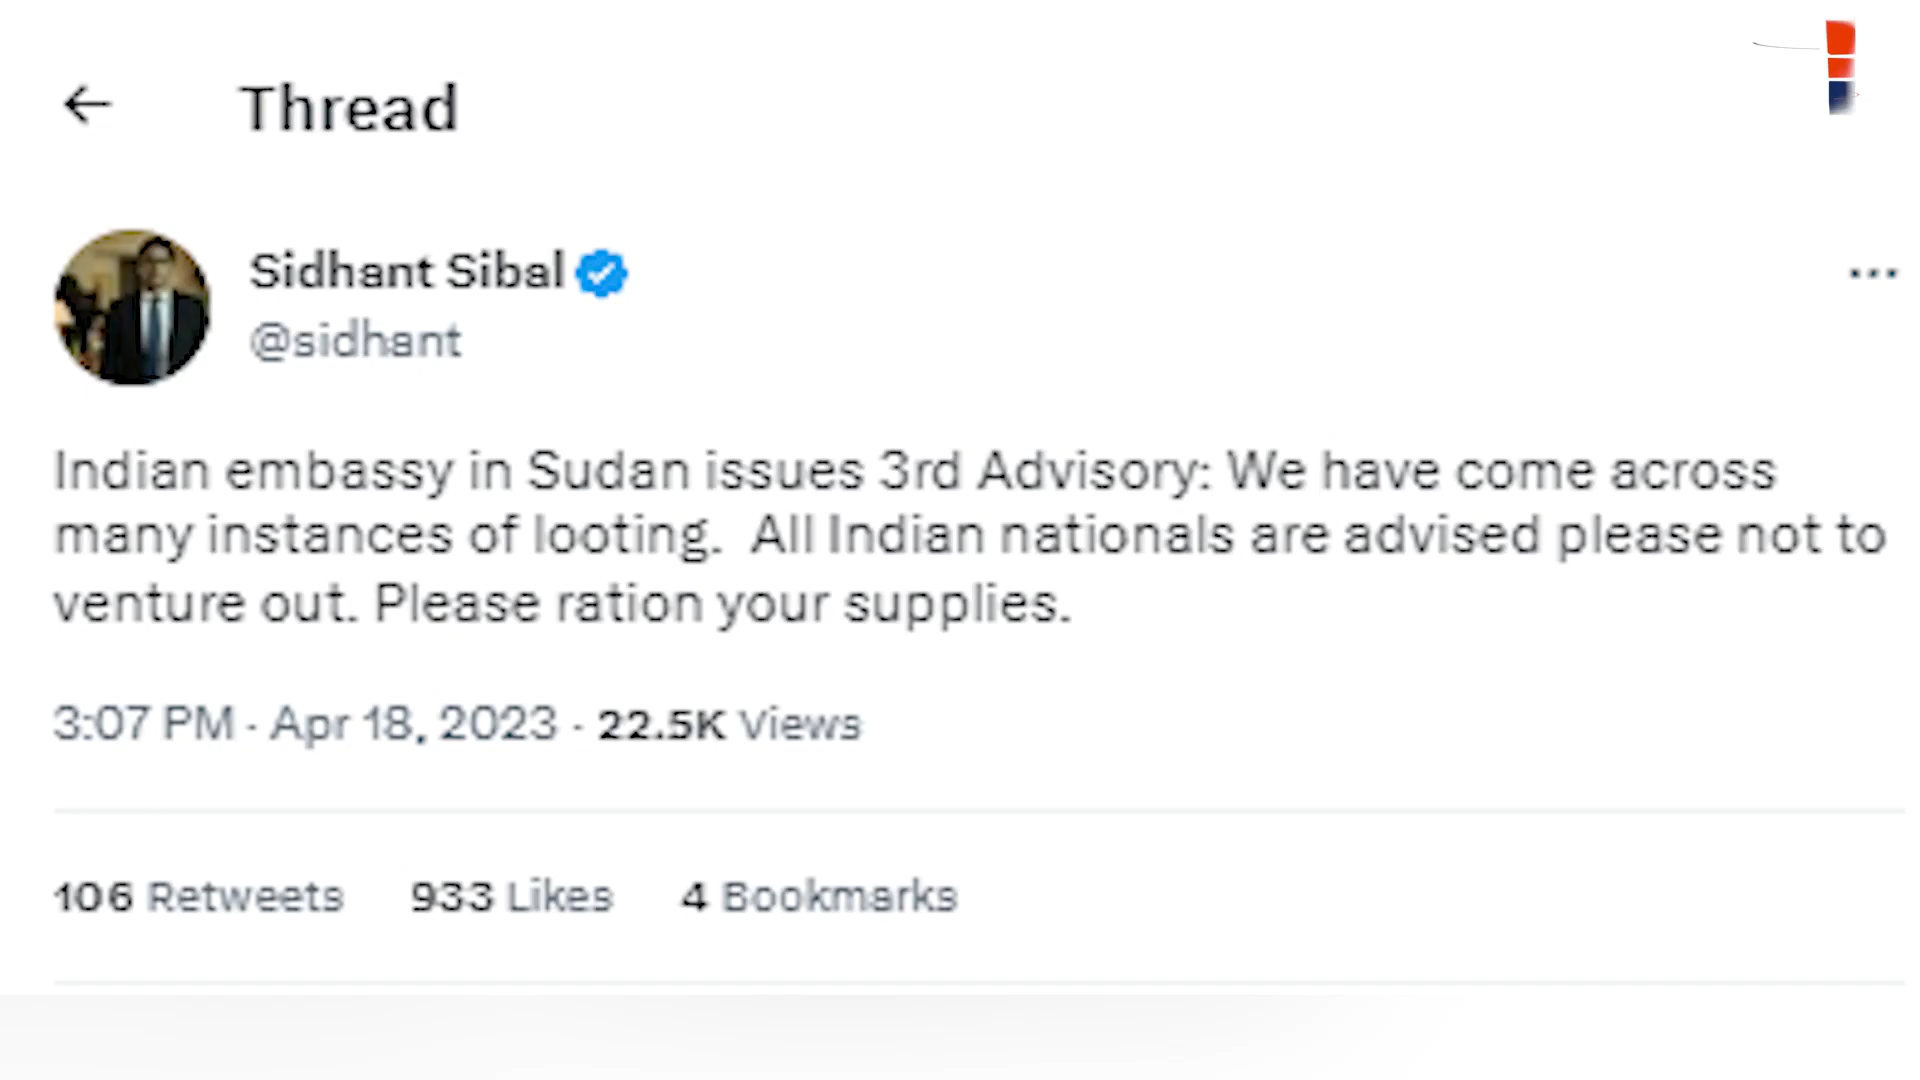 Thread
Sidhant Sibal
@sidhant
Indian embassy in Sudan issues 3rd Advisory: We have come across
many instances of looting.  All Indian nationals are advised please not to
venture out. Please ration your supplies.
3:07 PM · Apr 18, 2023 · 22.5K Views
106 Retweets 933 Likes 4 Bookmarks